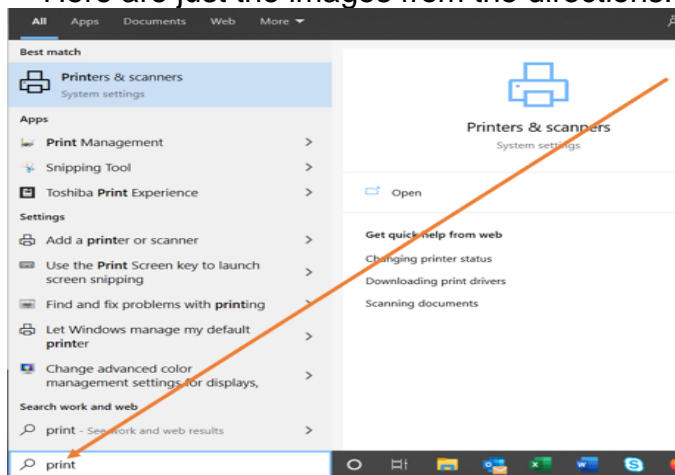 Here are just the images from the directions.
All Apps Documents Web More
Best match
Printers & scanners
System settings
Apps
Print Management
Snipping Tool
Toshiba Print Experience
Settings
Add a printer or scanner
Use the Print Screen key to launch
screen snipping
Find and fix problems with printing
Let Windows manage my default
printer
Change advanced color
management settings for displays,
Search work and web
print - See work and web results
print
Printers & scanners
System settings
Open
Get quick help from web
Changing printer status
Downloading print drivers
Scanning documents